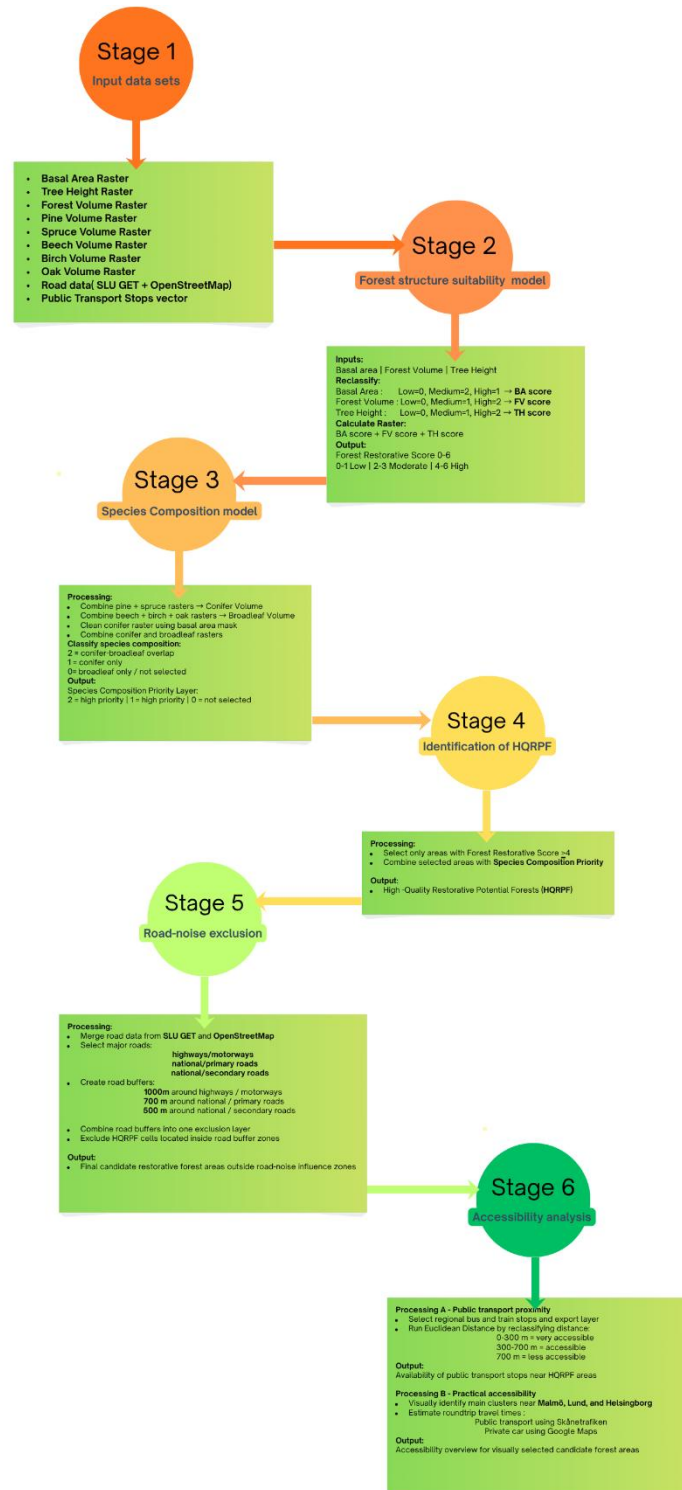 Stage 1
Input data sets
• Basal Area Raster
• Tree Height Raster
• Forest Volume Raster
• Pine Volume Raster
• Spruce Volume Raster
• Beech Volume Raster
• Birch Volume Raster
• Oak Volume Raster
• Road data( SLU GET + OpenStreetMap)
• Public Transport Stops vector
Stage 2
Forest structure suitability model
Inputs:
Basal area | Forest Volume | Tree Height
Reclassify:
Basal Area : Low=0, Medium=2, High=1 → BA score
Forest Volume : Low=0, Medium=1, High=2 → FV score
Tree Height : Low=0, Medium=1, High=2 → TH score
Calculate Raster:
BA score + FV score + TH score
Output:
Forest Restorative Score 0-6
0-1 Low | 2-3 Moderate | 4-6 High
Stage 3
Species Composition model
Processing:
• Combine pine + spruce rasters → Conifer Volume
• Combine beech + birch + oak rasters → Broadleaf Volume
• Clean conifer raster using basal area mask
• Combine conifer and broadleaf rasters
Classify species composition:
2 = conifer-broadleaf overlap
1 = conifer only
0= broadleaf only / not selected
Output:
Species Composition Priority Layer:
2 = high priority | 1 = high priority | 0 = not selected
Stage 4
Identification of HQRPF
Processing:
• Select only areas with Forest Restorative Score ≥4
• Combine selected areas with Species Composition Priority
Output:
• High -Quality Restorative Potential Forests (HQRPF)
Stage 5
Road-noise exclusion
Processing:
• Merge road data from SLU GET and OpenStreetMap
• Select major roads:
highways/motorways
national/primary roads
national/secondary roads
• Create road buffers:
1000m around highways / motorways
700 m around national / primary roads
500 m around national / secondary roads
• Combine road buffers into one exclusion layer
• Exclude HQRPF cells located inside road buffer zones
Output:
• Final candidate restorative forest areas outside road-noise influence zones
Stage 6
Accessibility analysis
Processing A - Public transport proximity
• Select regional bus and train stops and export layer
• Run Euclidean Distance by reclassifying distance:
0-300 m = very accessible
300-700 m = accessible
700 m = less accessible
Output:
Availability of public transport stops near HQRPF areas
Processing B - Practical accessibility
• Visually identify main clusters near Malmö, Lund, and Helsingborg
• Estimate roundtrip travel times :
Public transport using Skånetrafiken
Private car using Google Maps
Output:
Accessibility overview for visually selected candidate forest areas